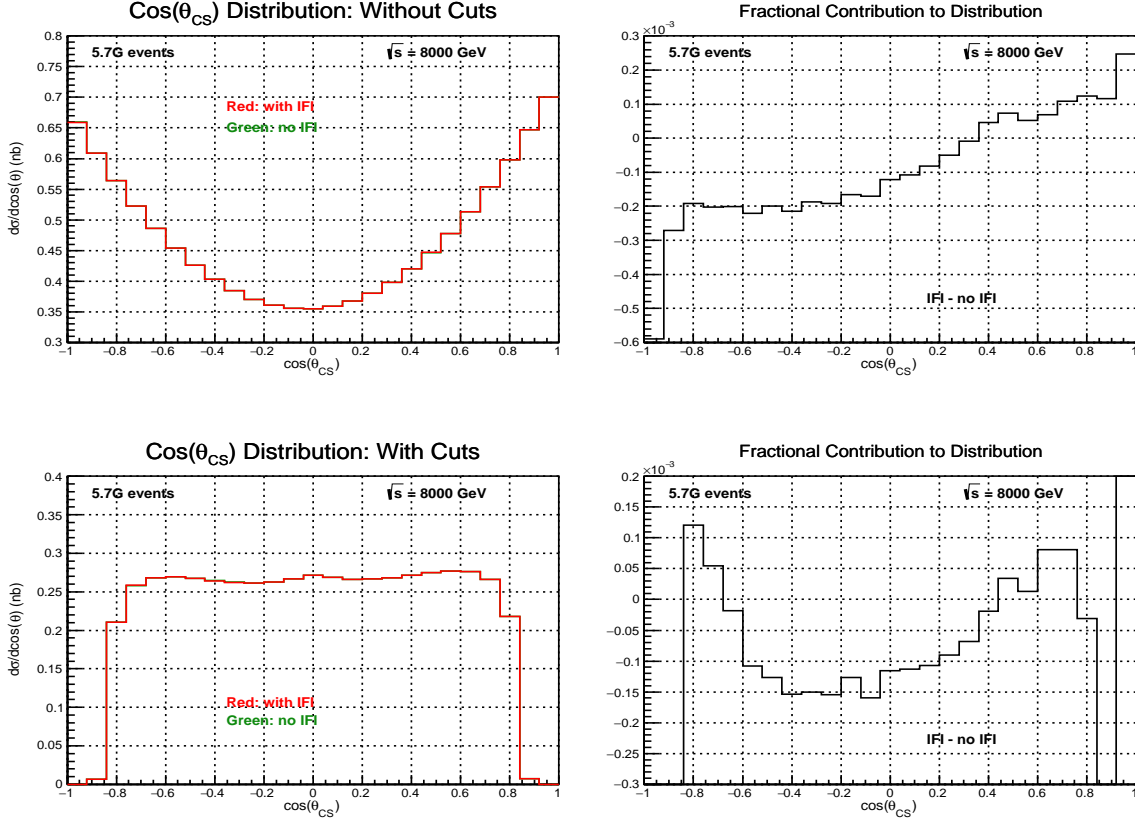 Cos(θCS) Distribution: Without Cuts
5.7G events
√s = 8000 GeV
Red: with IFI
Green: no IFI
dσ/dcos(θ) (nb)
0.8
0.75
0.7
0.65
0.6
0.55
0.5
0.45
0.4
0.35
0.3
−1 −0.8 −0.6 −0.4 −0.2 0 0.2 0.4 0.6 0.8 1
cos(θCS)
Fractional Contribution to Distribution
×10−3
5.7G events
√s = 8000 GeV
0.3
0.2
0.1
0
−0.1
−0.2
−0.3
−0.4
−0.5
−0.6
IFI - no IFI
−1 −0.8 −0.6 −0.4 −0.2 0 0.2 0.4 0.6 0.8 1
cos(θCS)
Cos(θCS) Distribution: With Cuts
5.7G events
√s = 8000 GeV
dσ/dcos(θ) (nb)
0.4
0.35
0.3
0.25
0.2
0.15
0.1
0.05
0
Red: with IFI
Green: no IFI
−1 −0.8 −0.6 −0.4 −0.2 0 0.2 0.4 0.6 0.8 1
cos(θCS)
Fractional Contribution to Distribution
×10−3
5.7G events
√s = 8000 GeV
0.2
0.15
0.1
0.05
0
−0.05
−0.1
−0.15
−0.2
−0.25
−0.3
IFI - no IFI
−1 −0.8 −0.6 −0.4 −0.2 0 0.2 0.4 0.6 0.8 1
cos(θCS)